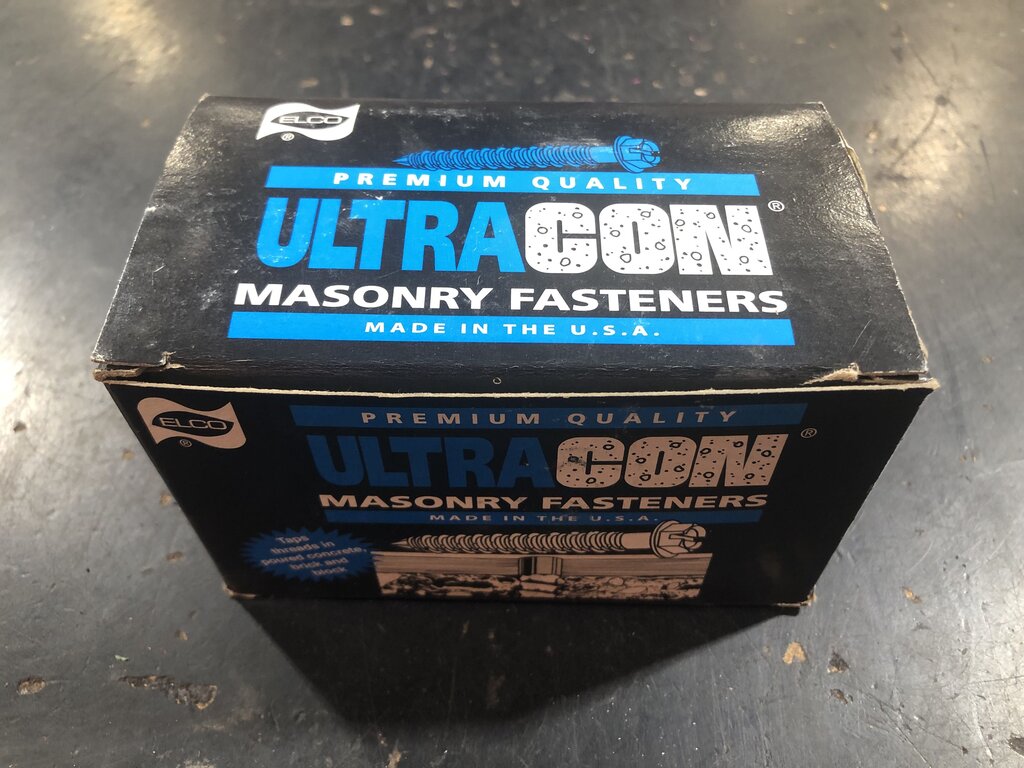 ELCO
®
PREMIUM QUALITY
ULTRACON®
MASONRY FASTENERS
MADE IN THE U.S.A.
ELCO
®
PREMIUM QUALITY
ULTRACON®
MASONRY FASTENERS
MADE IN THE U.S.A.
Taps
threads in
poured concrete,
brick and
block